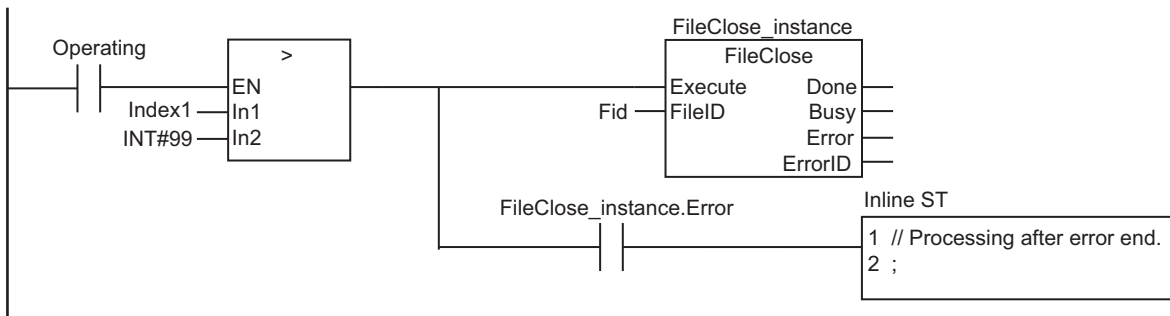 FileClose_instance
Operating
>
FileClose
EN
Execute Done
Index1 In1
Fid FileID Busy
INT#99 In2
Error
ErrorID
FileClose_instance.Error
Inline ST
1 // Processing after error end.
2 ;